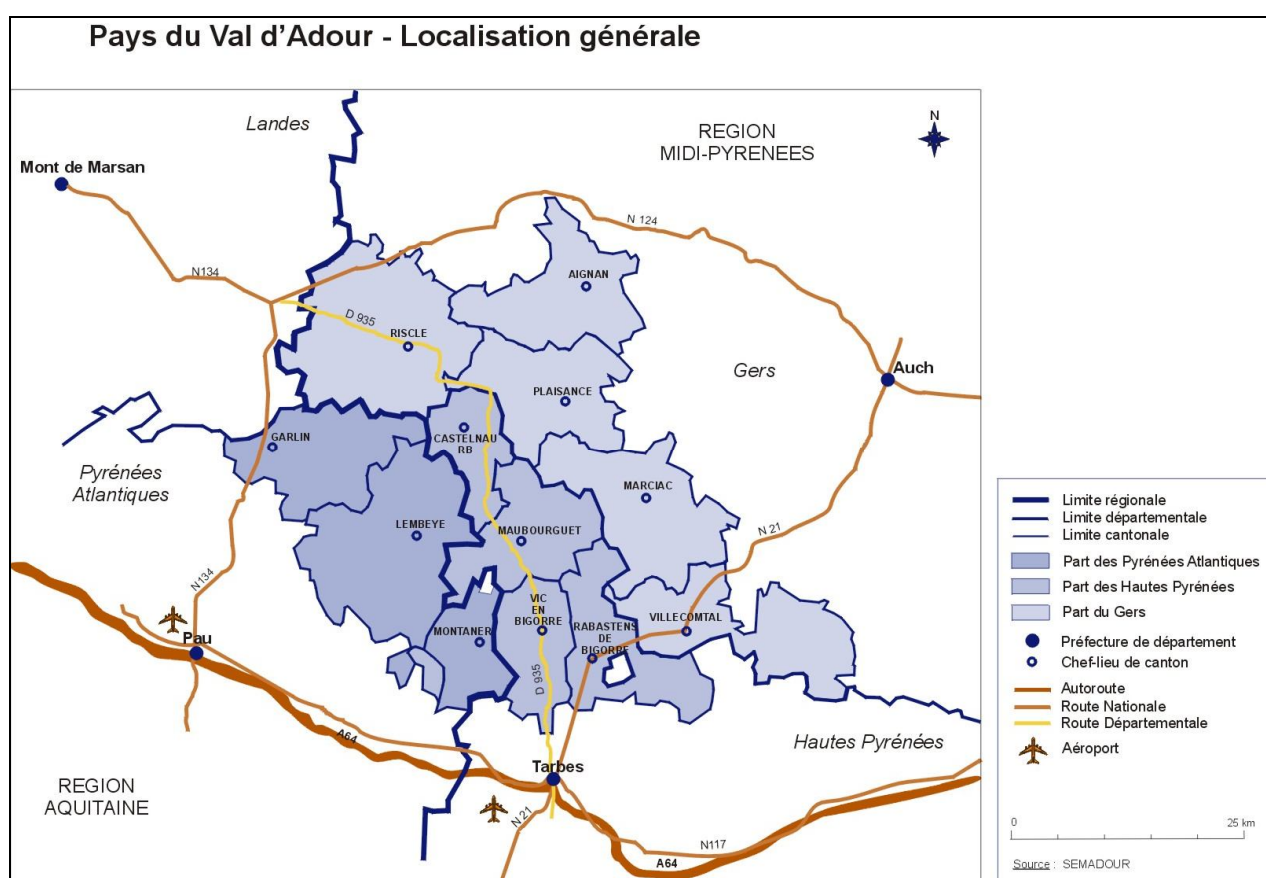 Pays du Val d'Adour - Localisation générale
Landes
REGION
MIDI-PYRENEES
N
Mont de Marsan
N 124
N134
AIGNAN
D 935
RISCLE
Gers
Auch
PLAISANCE
GARLIN
CASTELNAU
RB
Pyrénées
Atlantiques
MARCIAC
LEMBEYE
MAUBOURGUET
N 21
N134
VIC
EN
BIGORRE
VILLECOMTAL
MONTANER
RABASTENS
DE
BIGORRE
Pau
D 935
A64
Hautes Pyrénées
Tarbes
REGION
AQUITAINE
N 21
N117
A64
Limite régionale
Limite départementale
Limite cantonale
Part des Pyrénées Atlantiques
Part des Hautes Pyrénées
Part du Gers
Préfecture de département
Chef-lieu de canton
Autoroute
Route Nationale
Route Départementale
Aéroport
0 25 km
Source : SEMADOUR